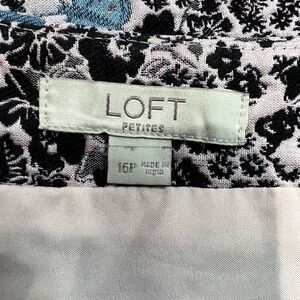 LOFT
PETITES
16P
MADE IN
INDIA